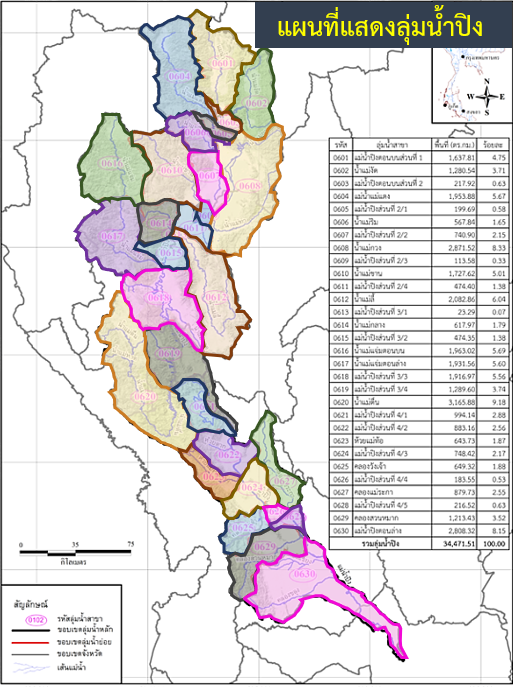 แผนที่แสดงลุ่มน้ำปิง
N
W E
S
รหัส ลุ่มน้ำสาขา พื้นที่ (ตร.กม.) ร้อยละ
0601 แม่น้ำปิงตอนบนส่วนที่ 1 1,637.81 4.75
0602 น้ำแม่งัด 1,280.54 3.71
0603 แม่น้ำปิงตอนบนส่วนที่ 2 217.92 0.63
0604 แม่น้ำแม่แตง 1,953.88 5.67
0605 แม่น้ำปิงส่วนที่ 2/1 199.69 0.58
0606 น้ำแม่ริม 567.84 1.65
0607 แม่น้ำปิงส่วนที่ 2/2 740.90 2.15
0608 น้ำแม่กวง 2,871.52 8.33
0609 แม่น้ำปิงส่วนที่ 2/3 113.58 0.33
0610 น้ำแม่ขาน 1,727.62 5.01
0611 แม่น้ำปิงส่วนที่ 2/4 474.40 1.38
0612 น้ำแม่ลี้ 2,082.86 6.04
0613 แม่น้ำปิงส่วนที่ 3/1 23.29 0.07
0614 น้ำแม่กลาง 617.97 1.79
0615 แม่น้ำปิงส่วนที่ 3/2 474.35 1.38
0616 น้ำแม่แจ่มตอนบน 1,963.02 5.69
0617 น้ำแม่แจ่มตอนล่าง 1,931.56 5.60
0618 แม่น้ำปิงส่วนที่ 3/3 1,916.97 5.56
0619 แม่น้ำปิงส่วนที่ 3/4 1,289.60 3.74
0620 น้ำแม่ตื่น 3,165.88 9.18
0621 แม่น้ำปิงส่วนที่ 4/1 994.14 2.88
0622 แม่น้ำปิงส่วนที่ 4/2 883.16 2.56
0623 ห้วยแม่ท้อ 643.73 1.87
0624 แม่น้ำปิงส่วนที่ 4/3 748.42 2.17
0625 คลองวังเจ้า 649.32 1.88
0626 แม่น้ำปิงส่วนที่ 4/4 183.55 0.53
0627 คลองแม่ระกา 879.73 2.55
0628 แม่น้ำปิงส่วนที่ 4/5 216.52 0.63
0629 คลองสวนหมาก 1,213.43 3.52
0630 แม่น้ำปิงตอนล่าง 2,808.32 8.15
รวมลุ่มน้ำปิง 34,471.51 100.00
0604
0601
0602
0616
0610
0608
0617
0615
0612
0618
0619
0620
0622
0624
0629
0630
แม่น้ำปิง
0 35 75
กิโลเมตร
สัญลักษณ์
0102 รหัสลุ่มน้ำสาขา
ขอบเขตลุ่มน้ำหลัก
ขอบเขตลุ่มน้ำย่อย
ขอบเขตจังหวัด
เส้นแม่น้ำ